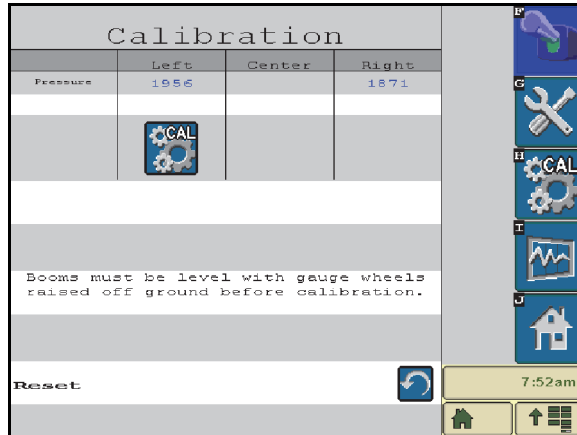 Calibration
Left Center Right
Pressure 1956 1871
CAL
Booms must be level with gauge wheels
raised off ground before calibration.
Reset
F
G
H
CAL
I
J
7:52am